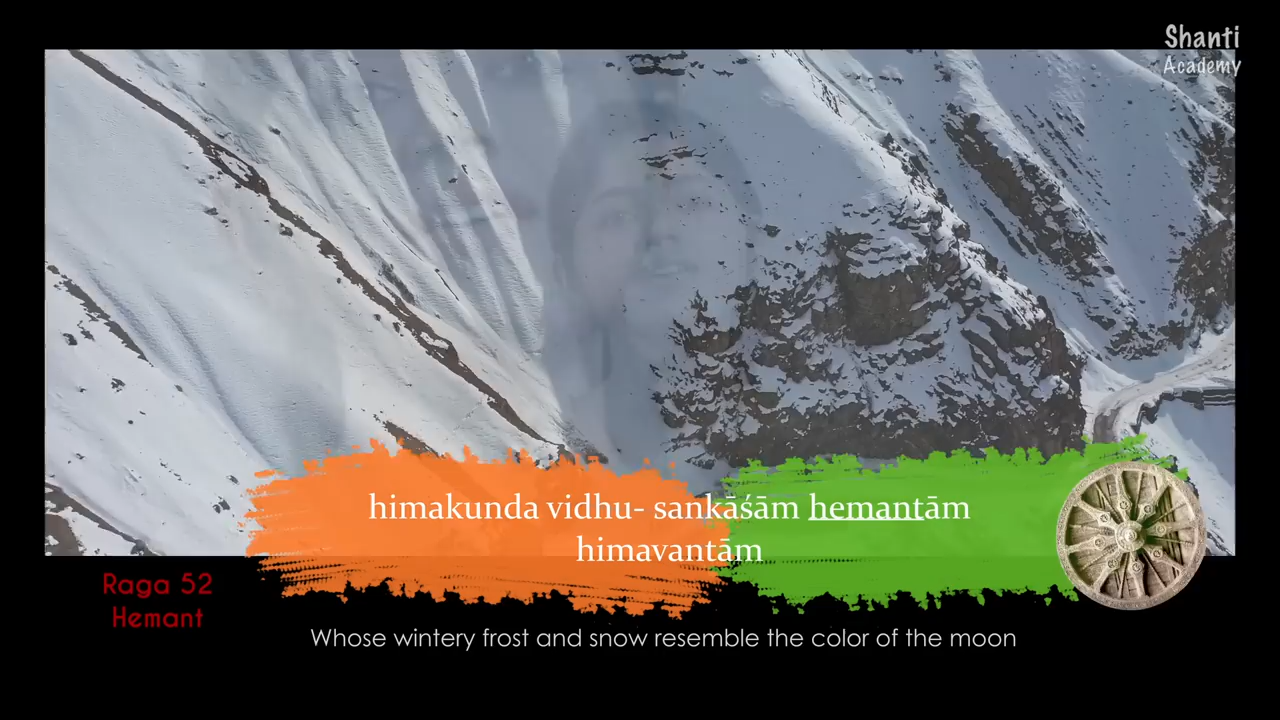 Shanti
Academy
himakunda vidhu- sankāśām hemantām
himavantām
Raga 52
Hemant
Whose wintery frost and snow resemble the color of the moon